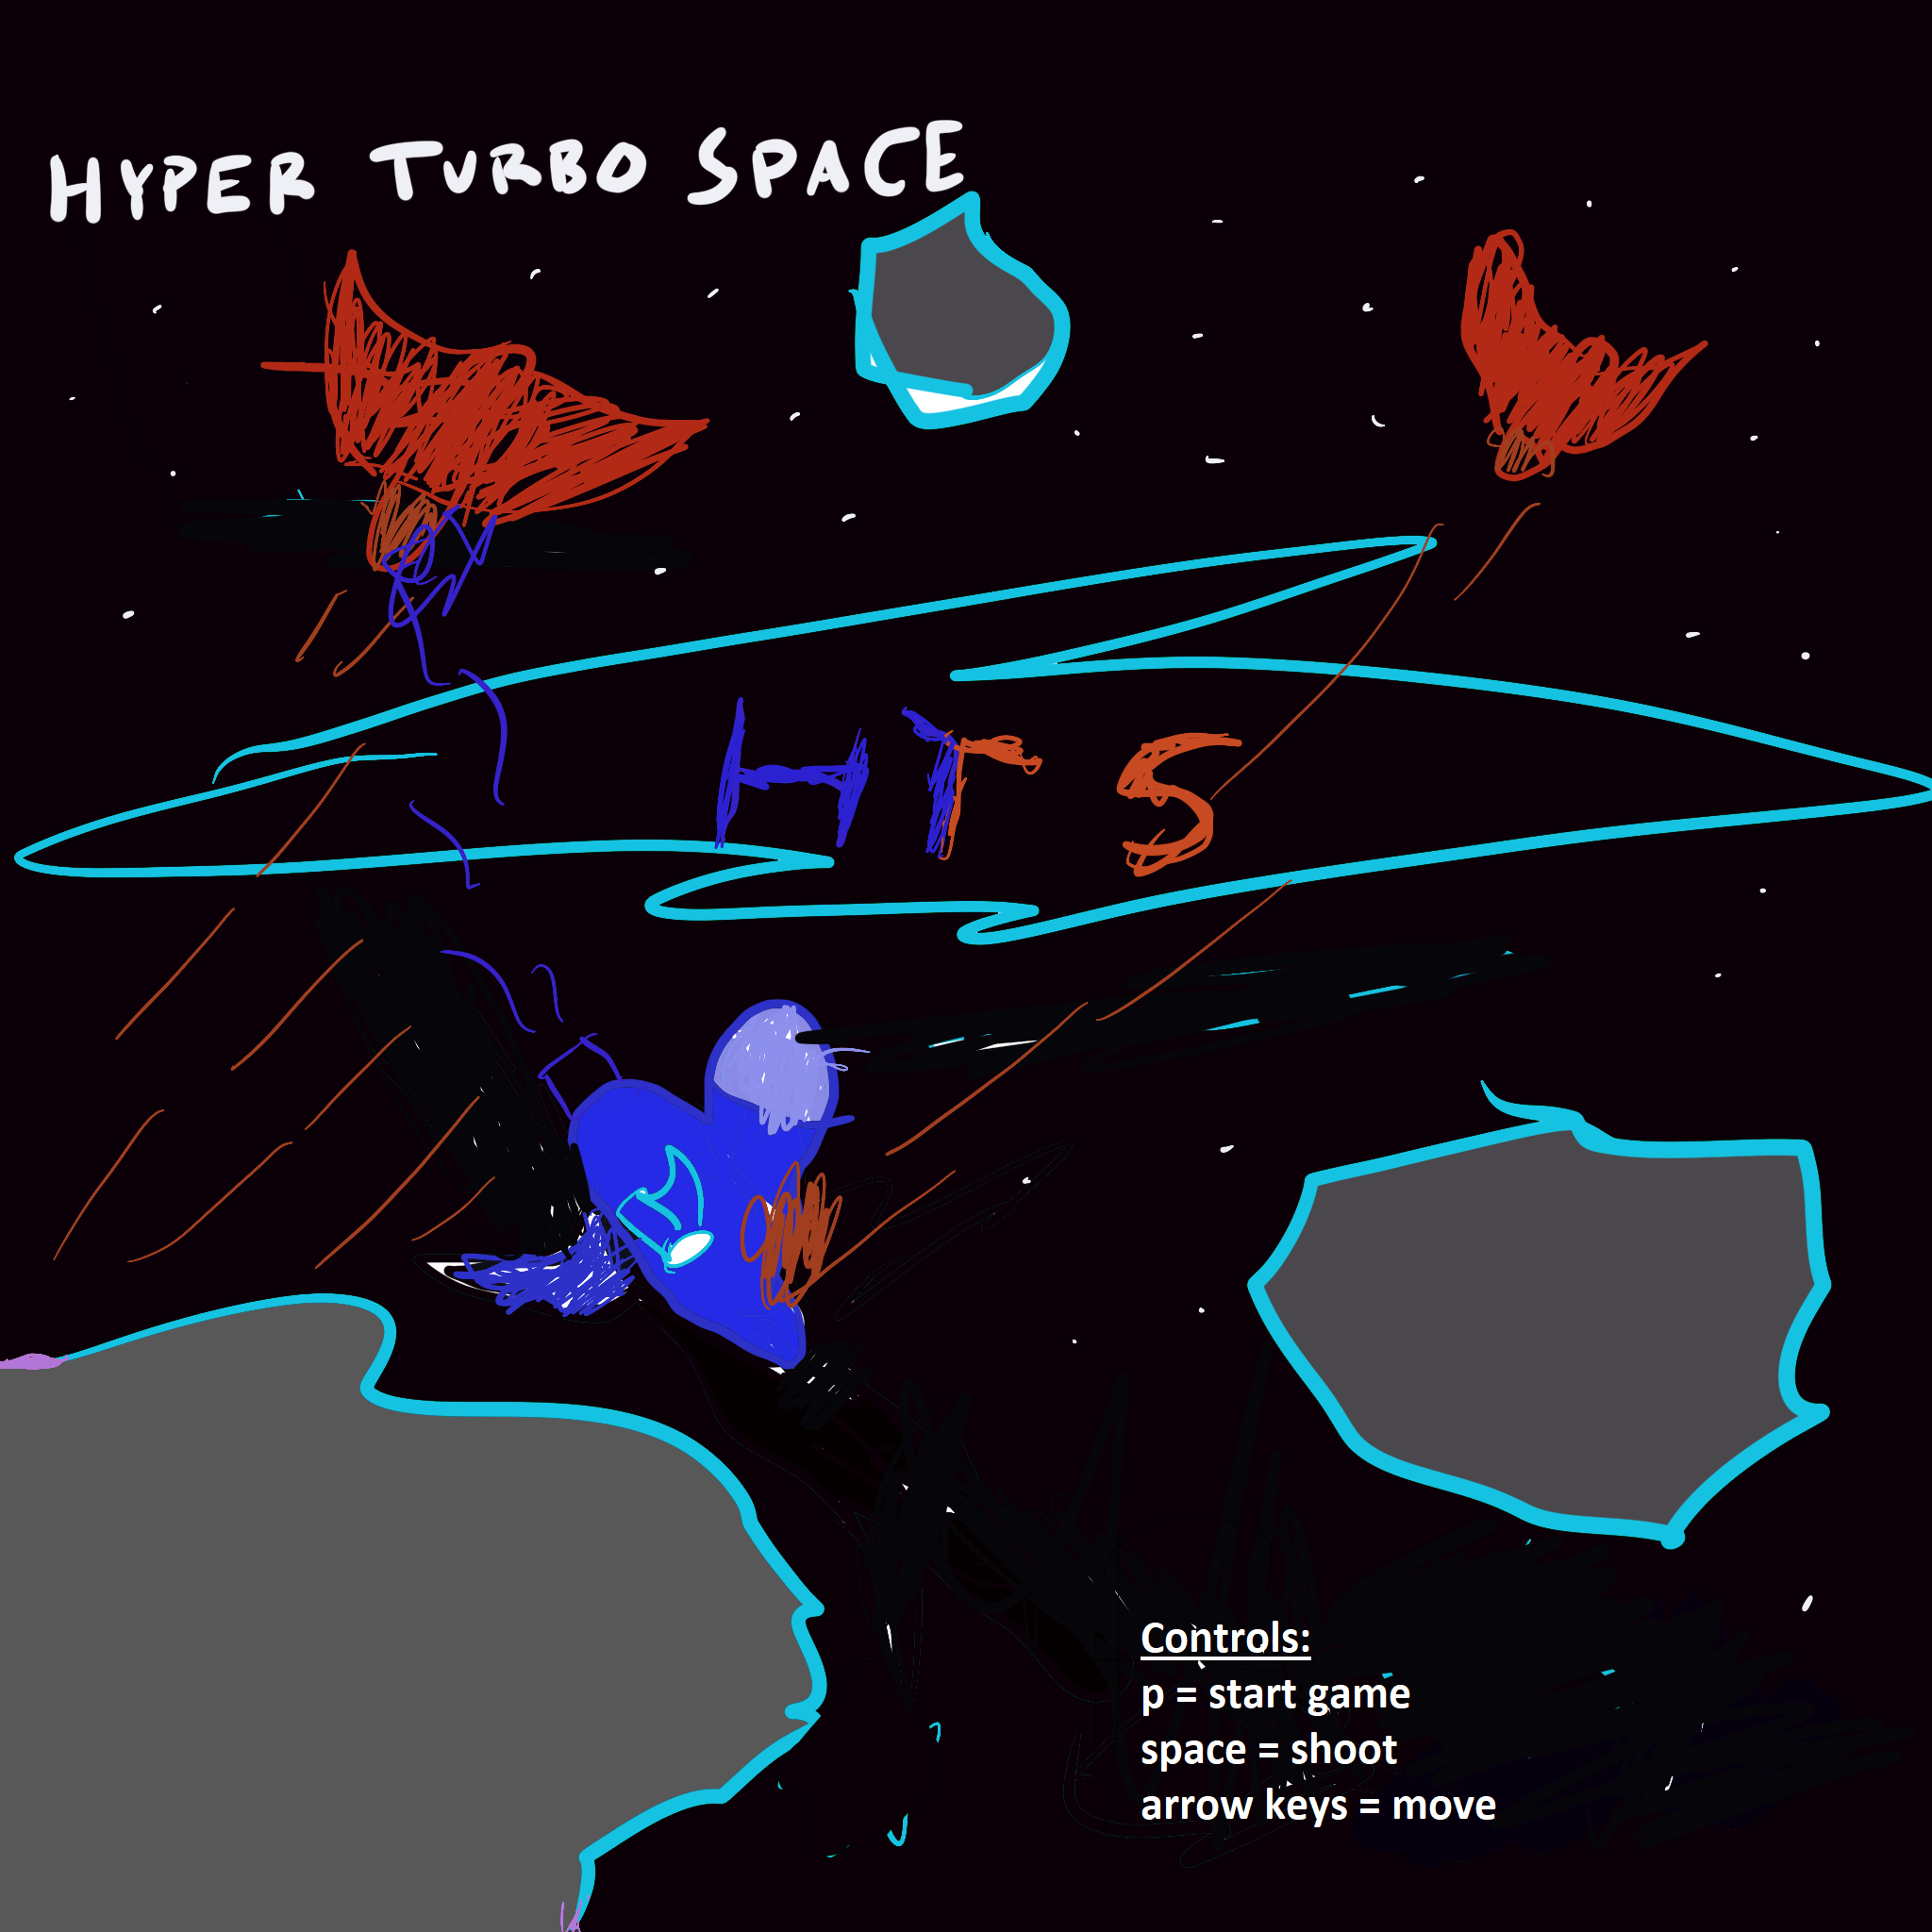 HYPER TURBO SPACE
HTS
Controls:
p = start game
space = shoot
arrow keys = move